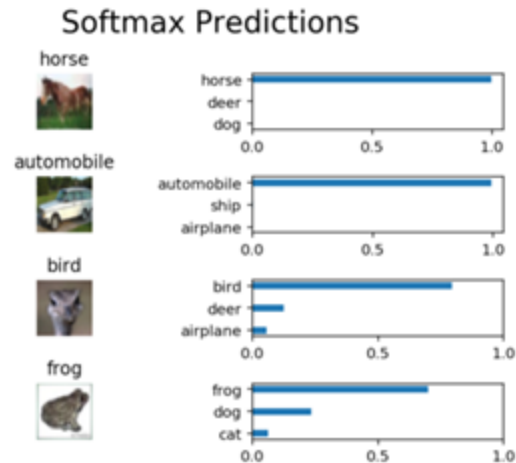 Softmax Predictions
horse
horse
deer
dog
0.0 0.5 1.0
automobile
automobile
ship
airplane
0.0 0.5 1.0
bird
bird
deer
airplane
0.0 0.5 1.0
frog
frog
dog
cat
0.0 0.5 1.0